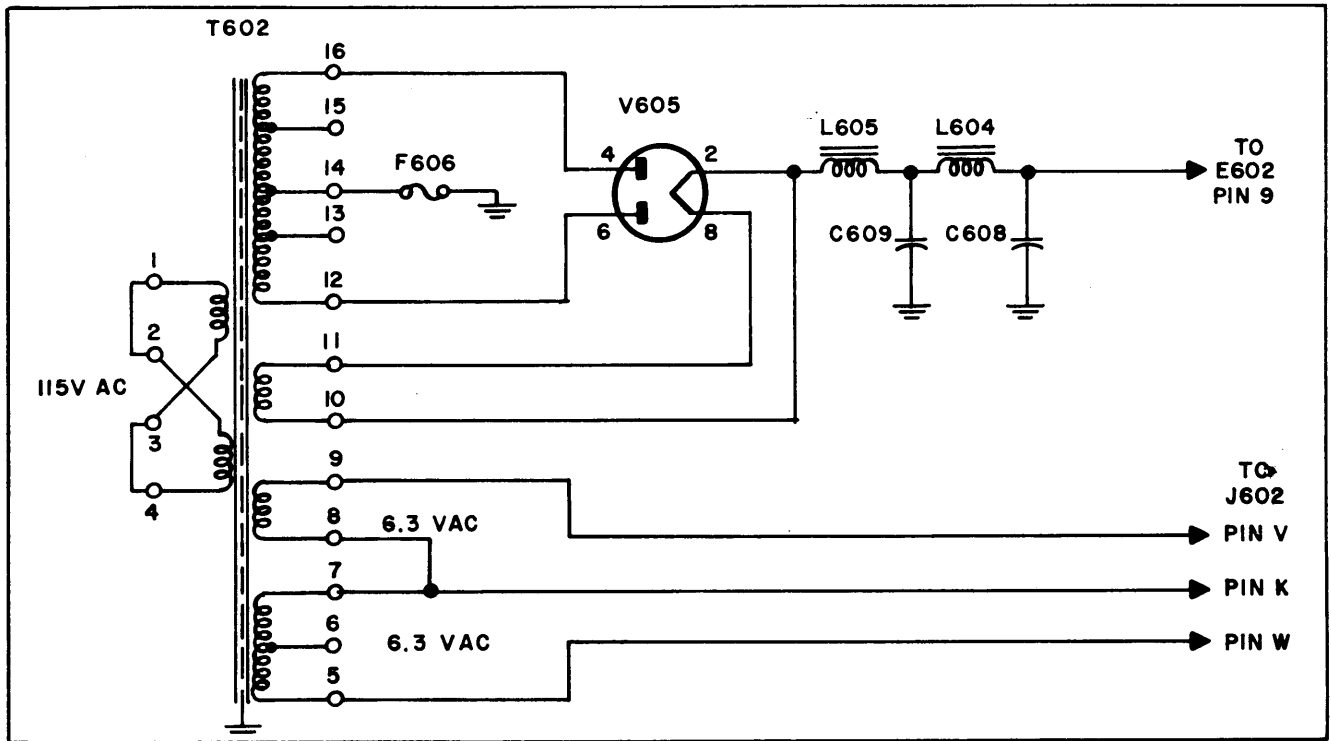 T602
16
15
14
13
12
11
10
9
8
7
6
5
1
2
3
4
115V AC
F606
V605
4
2
6
8
L605
L604
C609
C608
TO
E602
PIN 9
6.3 VAC
6.3 VAC
TO
J602
PIN V
PIN K
PIN W